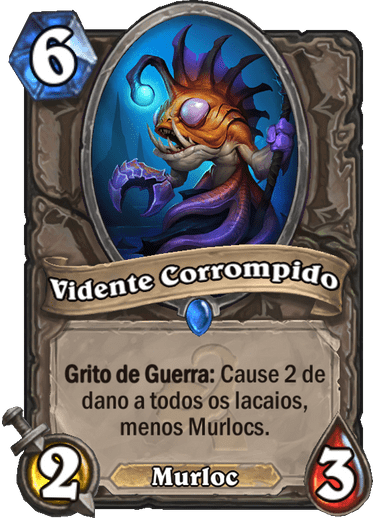 6
Vidente Corrompido
Grito de Guerra: Cause 2 de
dano a todos os lacaios,
menos Murlocs.
2
Murloc
3